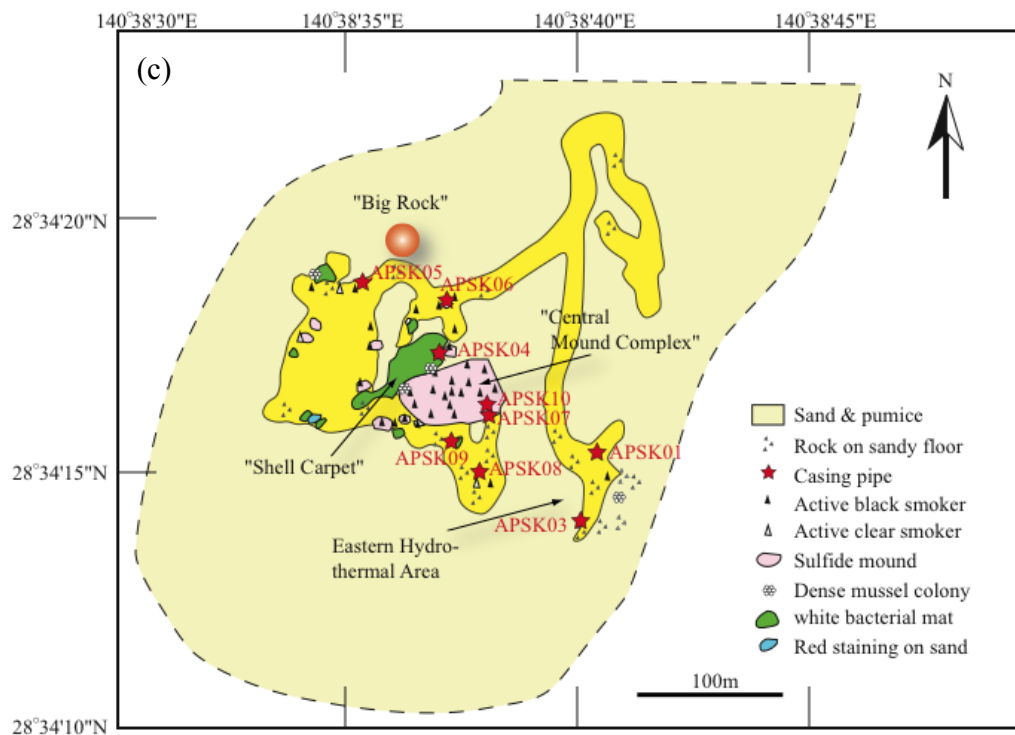 140°38'30"E
140°38'35"E
140°38'40"E
140°38'45"E
(c)
N
28°34'20"N
"Big Rock"
APSK05
APSK06
"Central
Mound Complex"
APSK04
APSK10
APSK07
"Shell Carpet"
APSK09
APSK08
APSK01
28°34'15"N
APSK03
Eastern Hydro-
thermal Area
Sand & pumice
Rock on sandy floor
Casing pipe
Active black smoker
Active clear smoker
Sulfide mound
Dense mussel colony
white bacterial mat
Red staining on sand
100m
28°34'10"N